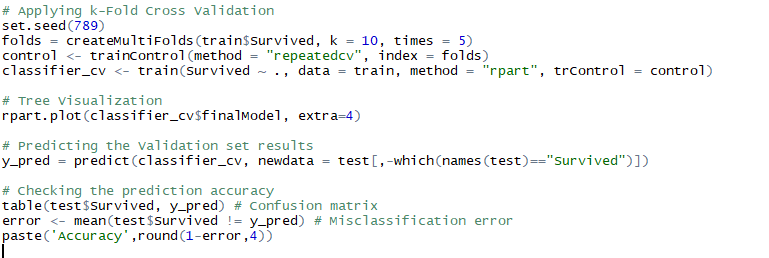 # Applying k-Fold Cross Validation
set.seed(789)
folds = createMultiFolds(train$Survived, k = 10, times = 5)
control <- trainControl(method = "repeatedcv", index = folds)
classifier_cv <- train(Survived ~ ., data = train, method = "rpart", trControl = control)
# Tree Visualization
rpart.plot(classifier_cv$finalModel, extra=4)
# Predicting the Validation set results
y_pred = predict(classifier_cv, newdata = test[,-which(names(test)=="Survived")])
# Checking the prediction accuracy
table(test$Survived, y_pred) # Confusion matrix
error <- mean(test$Survived != y_pred) # Misclassification error
paste('Accuracy',round(1-error,4))